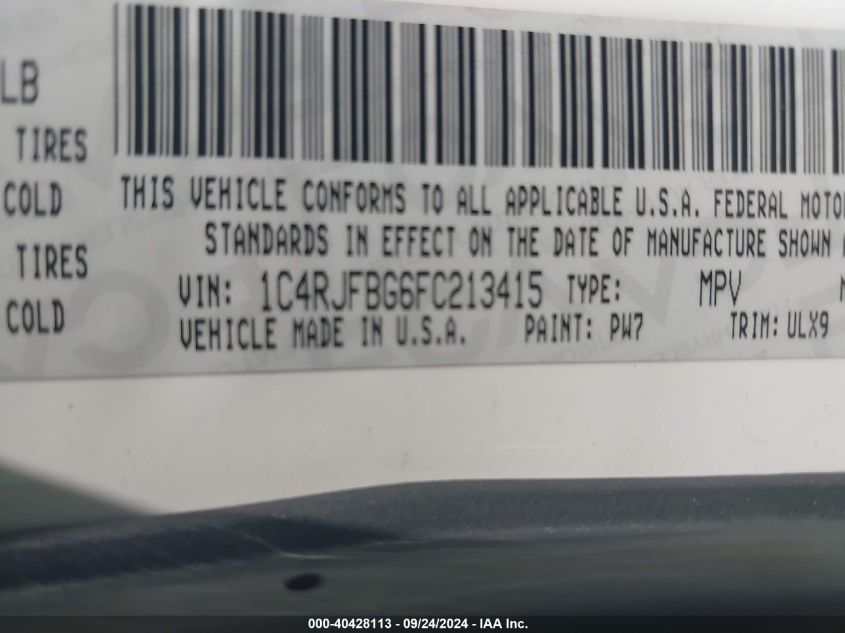 LB
TIRES
COLD
TIRES
COLD
THIS VEHICLE CONFORMS TO ALL APPLICABLE U.S.A. FEDERAL MOTO
STANDARDS IN EFFECT ON THE DATE OF MANUFACTURE SHOWN
VIN: 1C4RJFBG6FC213415 TYPE: MPV
VEHICLE MADE IN U.S.A. PAINT: PW7 TRIM: ULX9
000-40428113 - 09/24/2024 - IAA Inc.